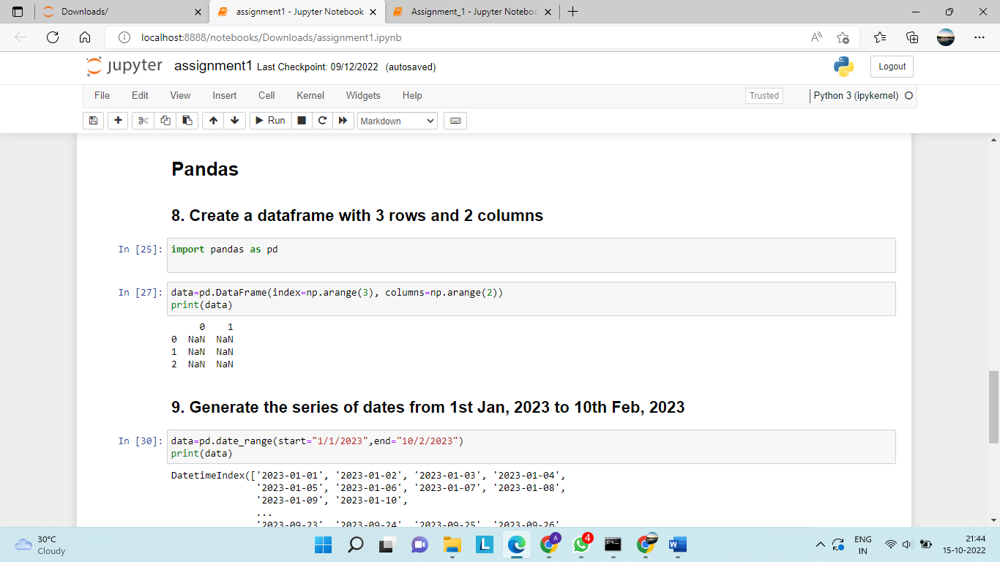 Downloads/
assignment1 - Jupyter Notebook
Assignment_1 - Jupyter Noteboo
localhost:8888/notebooks/Downloads/assignment1.ipynb
jupyter assignment1 Last Checkpoint: 09/12/2022 (autosaved)
Logout
File Edit View Insert Cell Kernel Widgets Help
Trusted
Python 3 (ipykernel)
Run
Markdown
Pandas
8. Create a dataframe with 3 rows and 2 columns
In [25]: import pandas as pd
In [27]: data=pd.DataFrame(index=np.arange(3), columns=np.arange(2))
print(data)
0 1
0 NaN NaN
1 NaN NaN
2 NaN NaN
9. Generate the series of dates from 1st Jan, 2023 to 10th Feb, 2023
In [30]: data=pd.date_range(start="1/1/2023",end="10/2/2023")
print(data)
DatetimeIndex(['2023-01-01', '2023-01-02', '2023-01-03', '2023-01-04',
'2023-01-05', '2023-01-06', '2023-01-07', '2023-01-08',
'2023-01-09', '2023-01-10',
...
'2023-09-23', '2023-09-24', '2023-09-25', '2023-09-26',
30°C
Cloudy
L
A
4
W
ENG
IN
21:44
15-10-2022